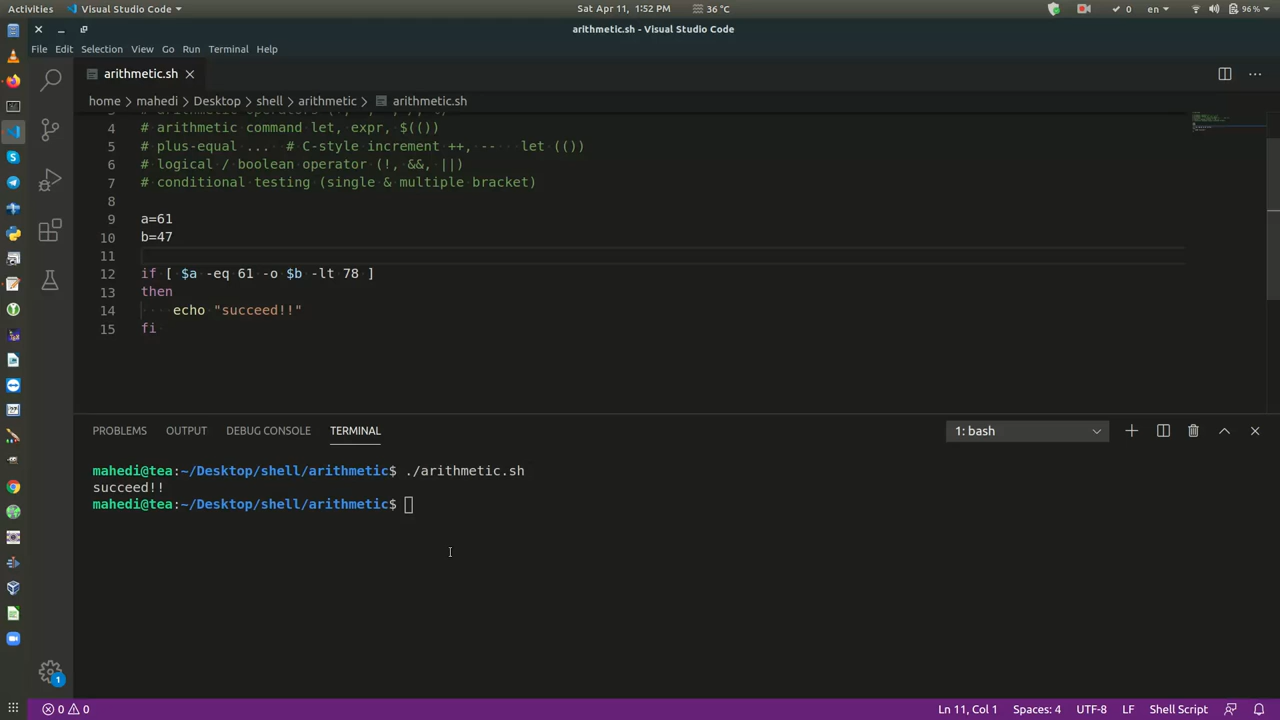 Activities
Visual Studio Code
Sat Apr 11, 1:52 PM
36 °C
0
en
96 %
arithmetic.sh - Visual Studio Code
File Edit Selection View Go Run Terminal Help
arithmetic.sh
home > mahedi > Desktop > shell > arithmetic > arithmetic.sh
4 # arithmetic command let, expr, $(())
5 # plus-equal ... # C-style increment ++, -- let (())
6 # logical / boolean operator (!, &&, ||)
7 # conditional testing (single & multiple bracket)
8
9 a=61
10 b=47
11
12 if [ $a -eq 61 -o $b -lt 78 ]
13 then
14 echo "succeed!!"
15 fi
PROBLEMS OUTPUT DEBUG CONSOLE TERMINAL
1: bash
mahedi@tea:~/Desktop/shell/arithmetic$ ./arithmetic.sh
succeed!!
mahedi@tea:~/Desktop/shell/arithmetic$
1
0 0
Ln 11, Col 1 Spaces: 4 UTF-8 LF Shell Script